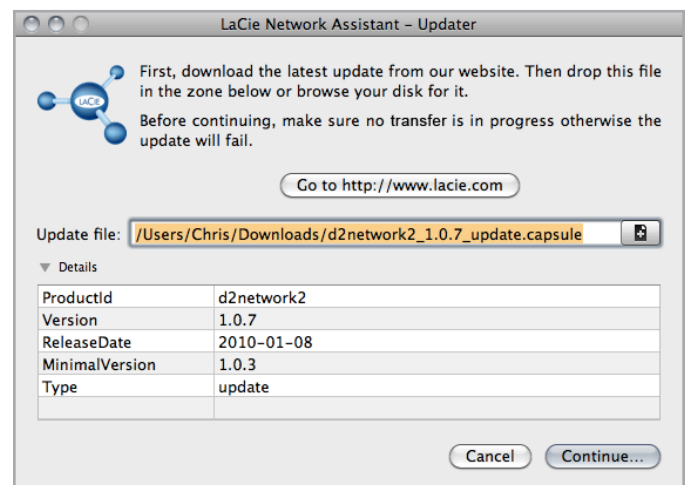 LaCie Network Assistant – Updater
First, download the latest update from our website. Then drop this file
in the zone below or browse your disk for it.
LACIE
Before continuing, make sure no transfer is in progress otherwise the
update will fail.
Go to http://www.lacie.com
Update file: /Users/Chris/Downloads/d2network2_1.0.7_update.capsule
Details
ProductId d2network2
Version 1.0.7
ReleaseDate 2010-01-08
MinimalVersion 1.0.3
Type update
Cancel Continue...